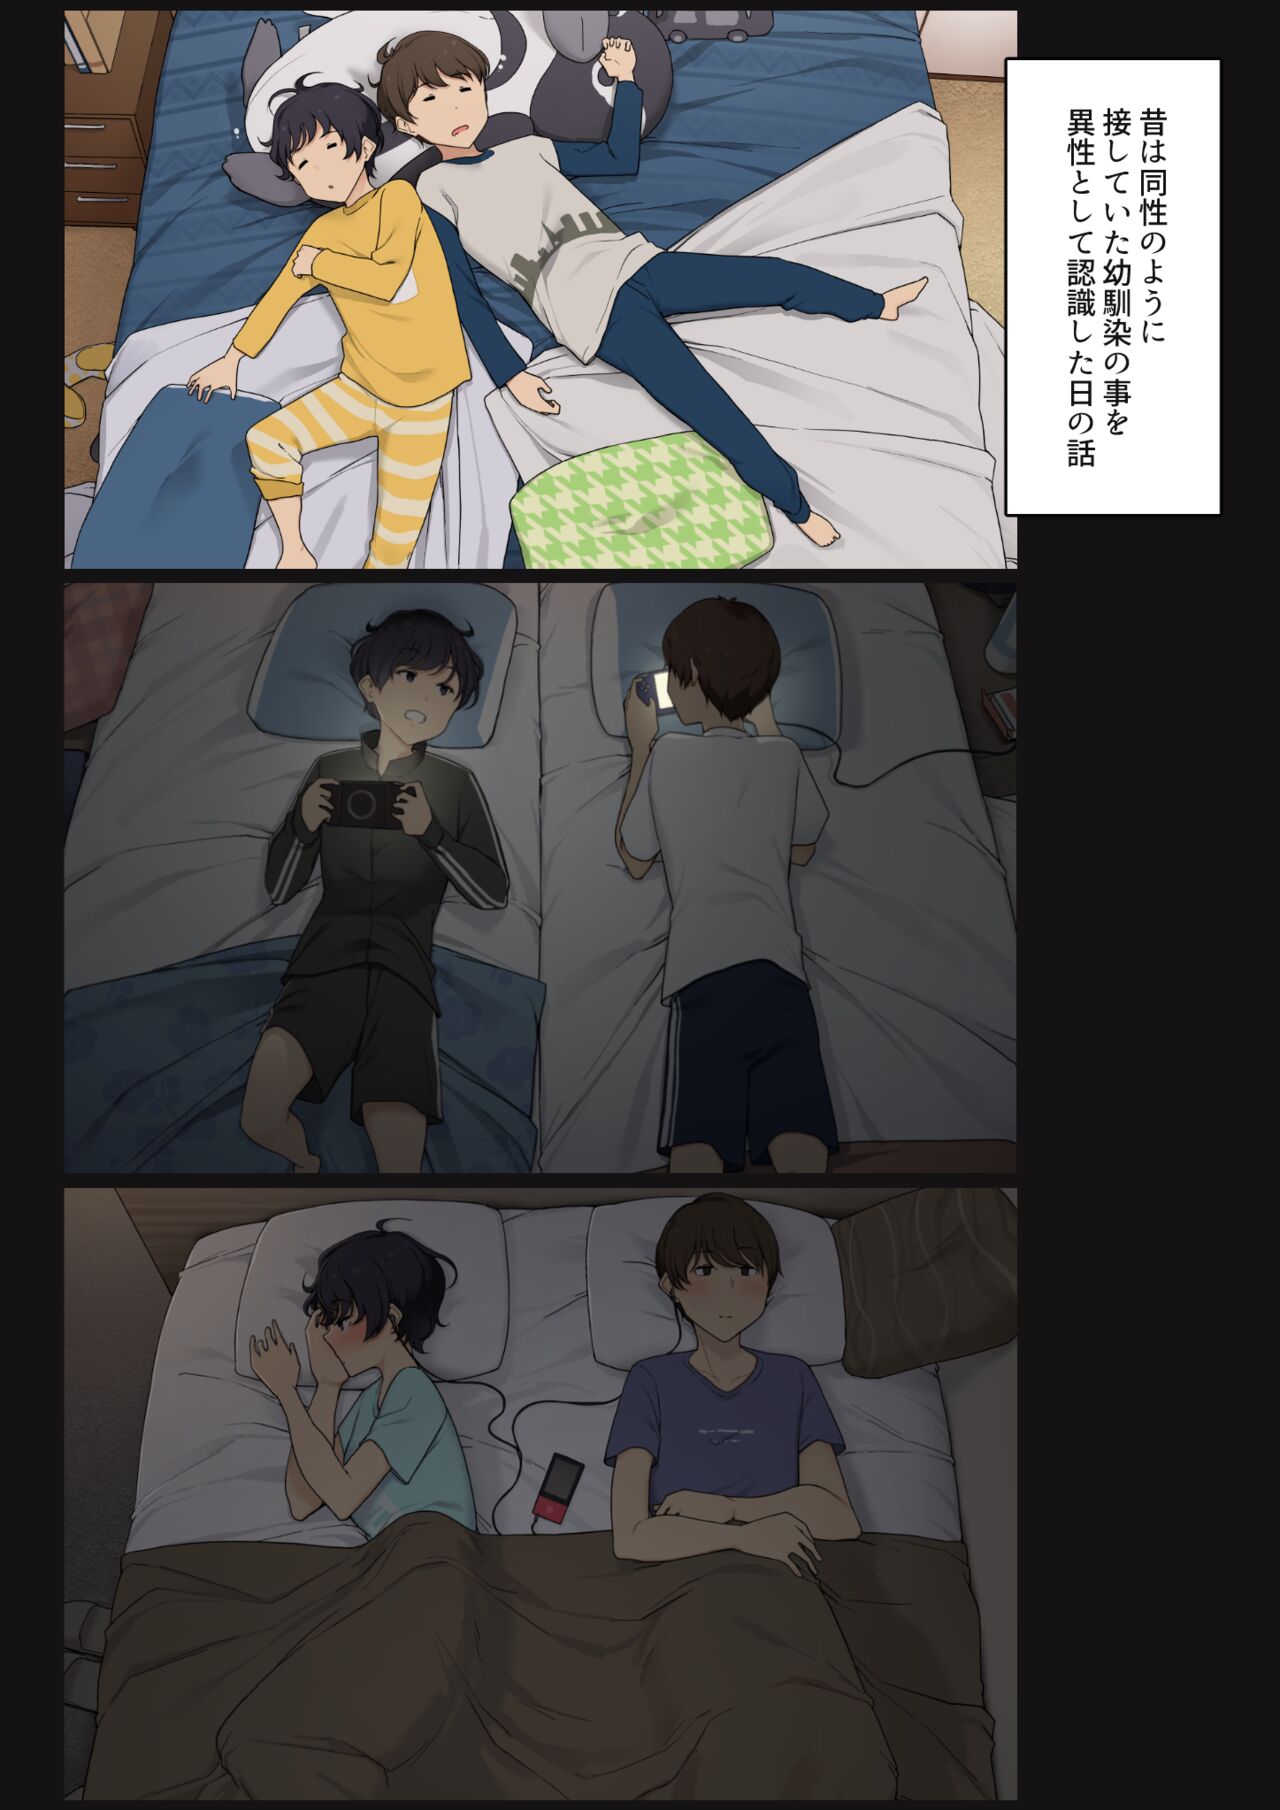 昔は同性のように
接していた幼馴染の事を
異性として認識した日の話